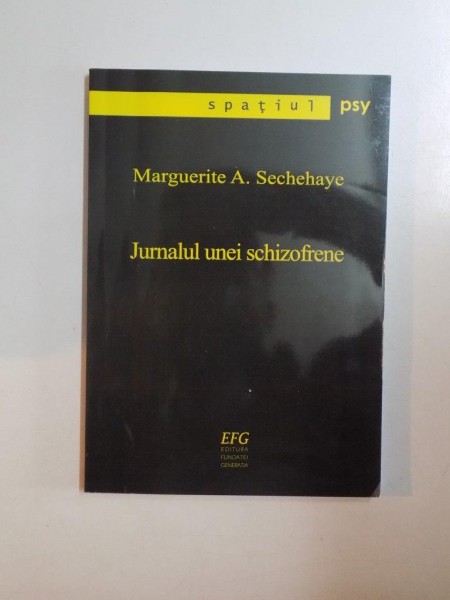 spaţiul psy
Marguerite A. Sechehaye
Jurnalul unei schizofrene
EFG
EDITURA
FUNDAŢIEI
GENERAŢIA